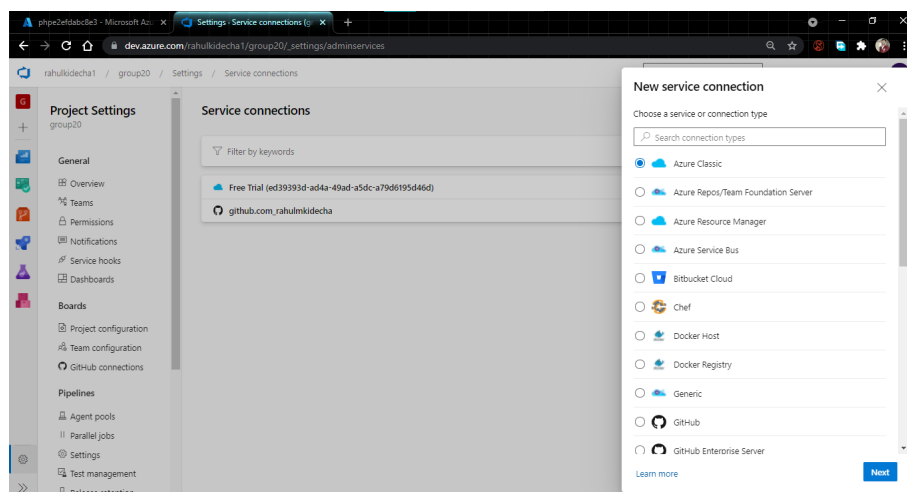 phpe2efdabc8e3 - Microsoft Azu
Settings - Service connections (g
dev.azure.com/rahulkidecha1/group20/_settings/adminservices
rahulkidecha1 / group20 / Settings / Service connections
G
Project Settings
group20
General
Overview
Teams
Permissions
Notifications
Service hooks
Dashboards
Boards
Project configuration
Team configuration
GitHub connections
Pipelines
Agent pools
Parallel jobs
Settings
Test management
Release retention
Service connections
Filter by keywords
Free Trial (ed39393d-ad4a-49ad-a5dc-a79d6195d46d)
github.com_rahulmkidecha
New service connection
Choose a service or connection type
Search connection types
Azure Classic
Azure Repos/Team Foundation Server
Azure Resource Manager
Azure Service Bus
Bitbucket Cloud
Chef
Docker Host
Docker Registry
Generic
GitHub
GitHub Enterprise Server
Learn more
Next